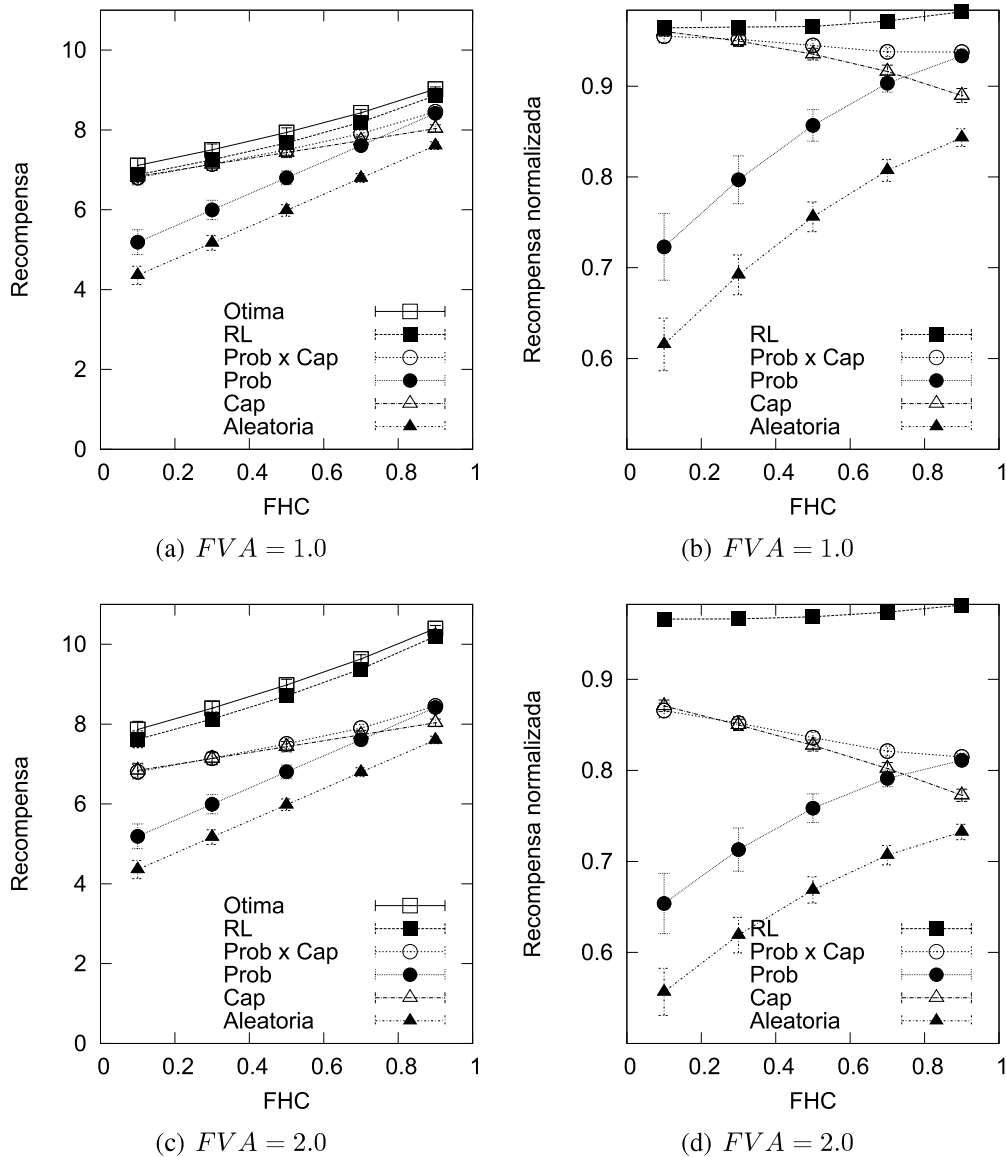 10
8
6
4
2
0
Recompensa
Otima
RL
Prob x Cap
Prob
Cap
Aleatoria
0 0.2 0.4 0.6 0.8 1
FHC
(a) FVA = 1.0
0.9
0.8
0.7
0.6
Recompensa normalizada
RL
Prob x Cap
Prob
Cap
Aleatoria
0 0.2 0.4 0.6 0.8 1
FHC
(b) FVA = 1.0
10
8
6
4
2
0
Recompensa
Otima
RL
Prob x Cap
Prob
Cap
Aleatoria
0 0.2 0.4 0.6 0.8 1
FHC
(c) FVA = 2.0
0.9
0.8
0.7
0.6
Recompensa normalizada
RL
Prob x Cap
Prob
Cap
Aleatoria
0 0.2 0.4 0.6 0.8 1
FHC
(d) FVA = 2.0